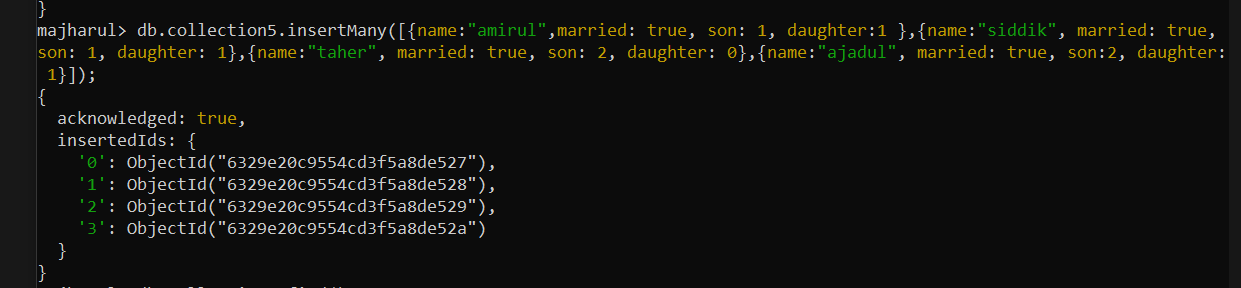 }
majharul> db.collection5.insertMany([{name:"amirul",married: true, son: 1, daughter:1 },{name:"siddik", married: true,
son: 1, daughter: 1},{name:"taher", married: true, son: 2, daughter: 0},{name:"ajadul", married: true, son:2, daughter:
1}]);
{
  acknowledged: true,
  insertedIds: {
    '0': ObjectId("6329e20c9554cd3f5a8de527"),
    '1': ObjectId("6329e20c9554cd3f5a8de528"),
    '2': ObjectId("6329e20c9554cd3f5a8de529"),
    '3': ObjectId("6329e20c9554cd3f5a8de52a")
  }
}